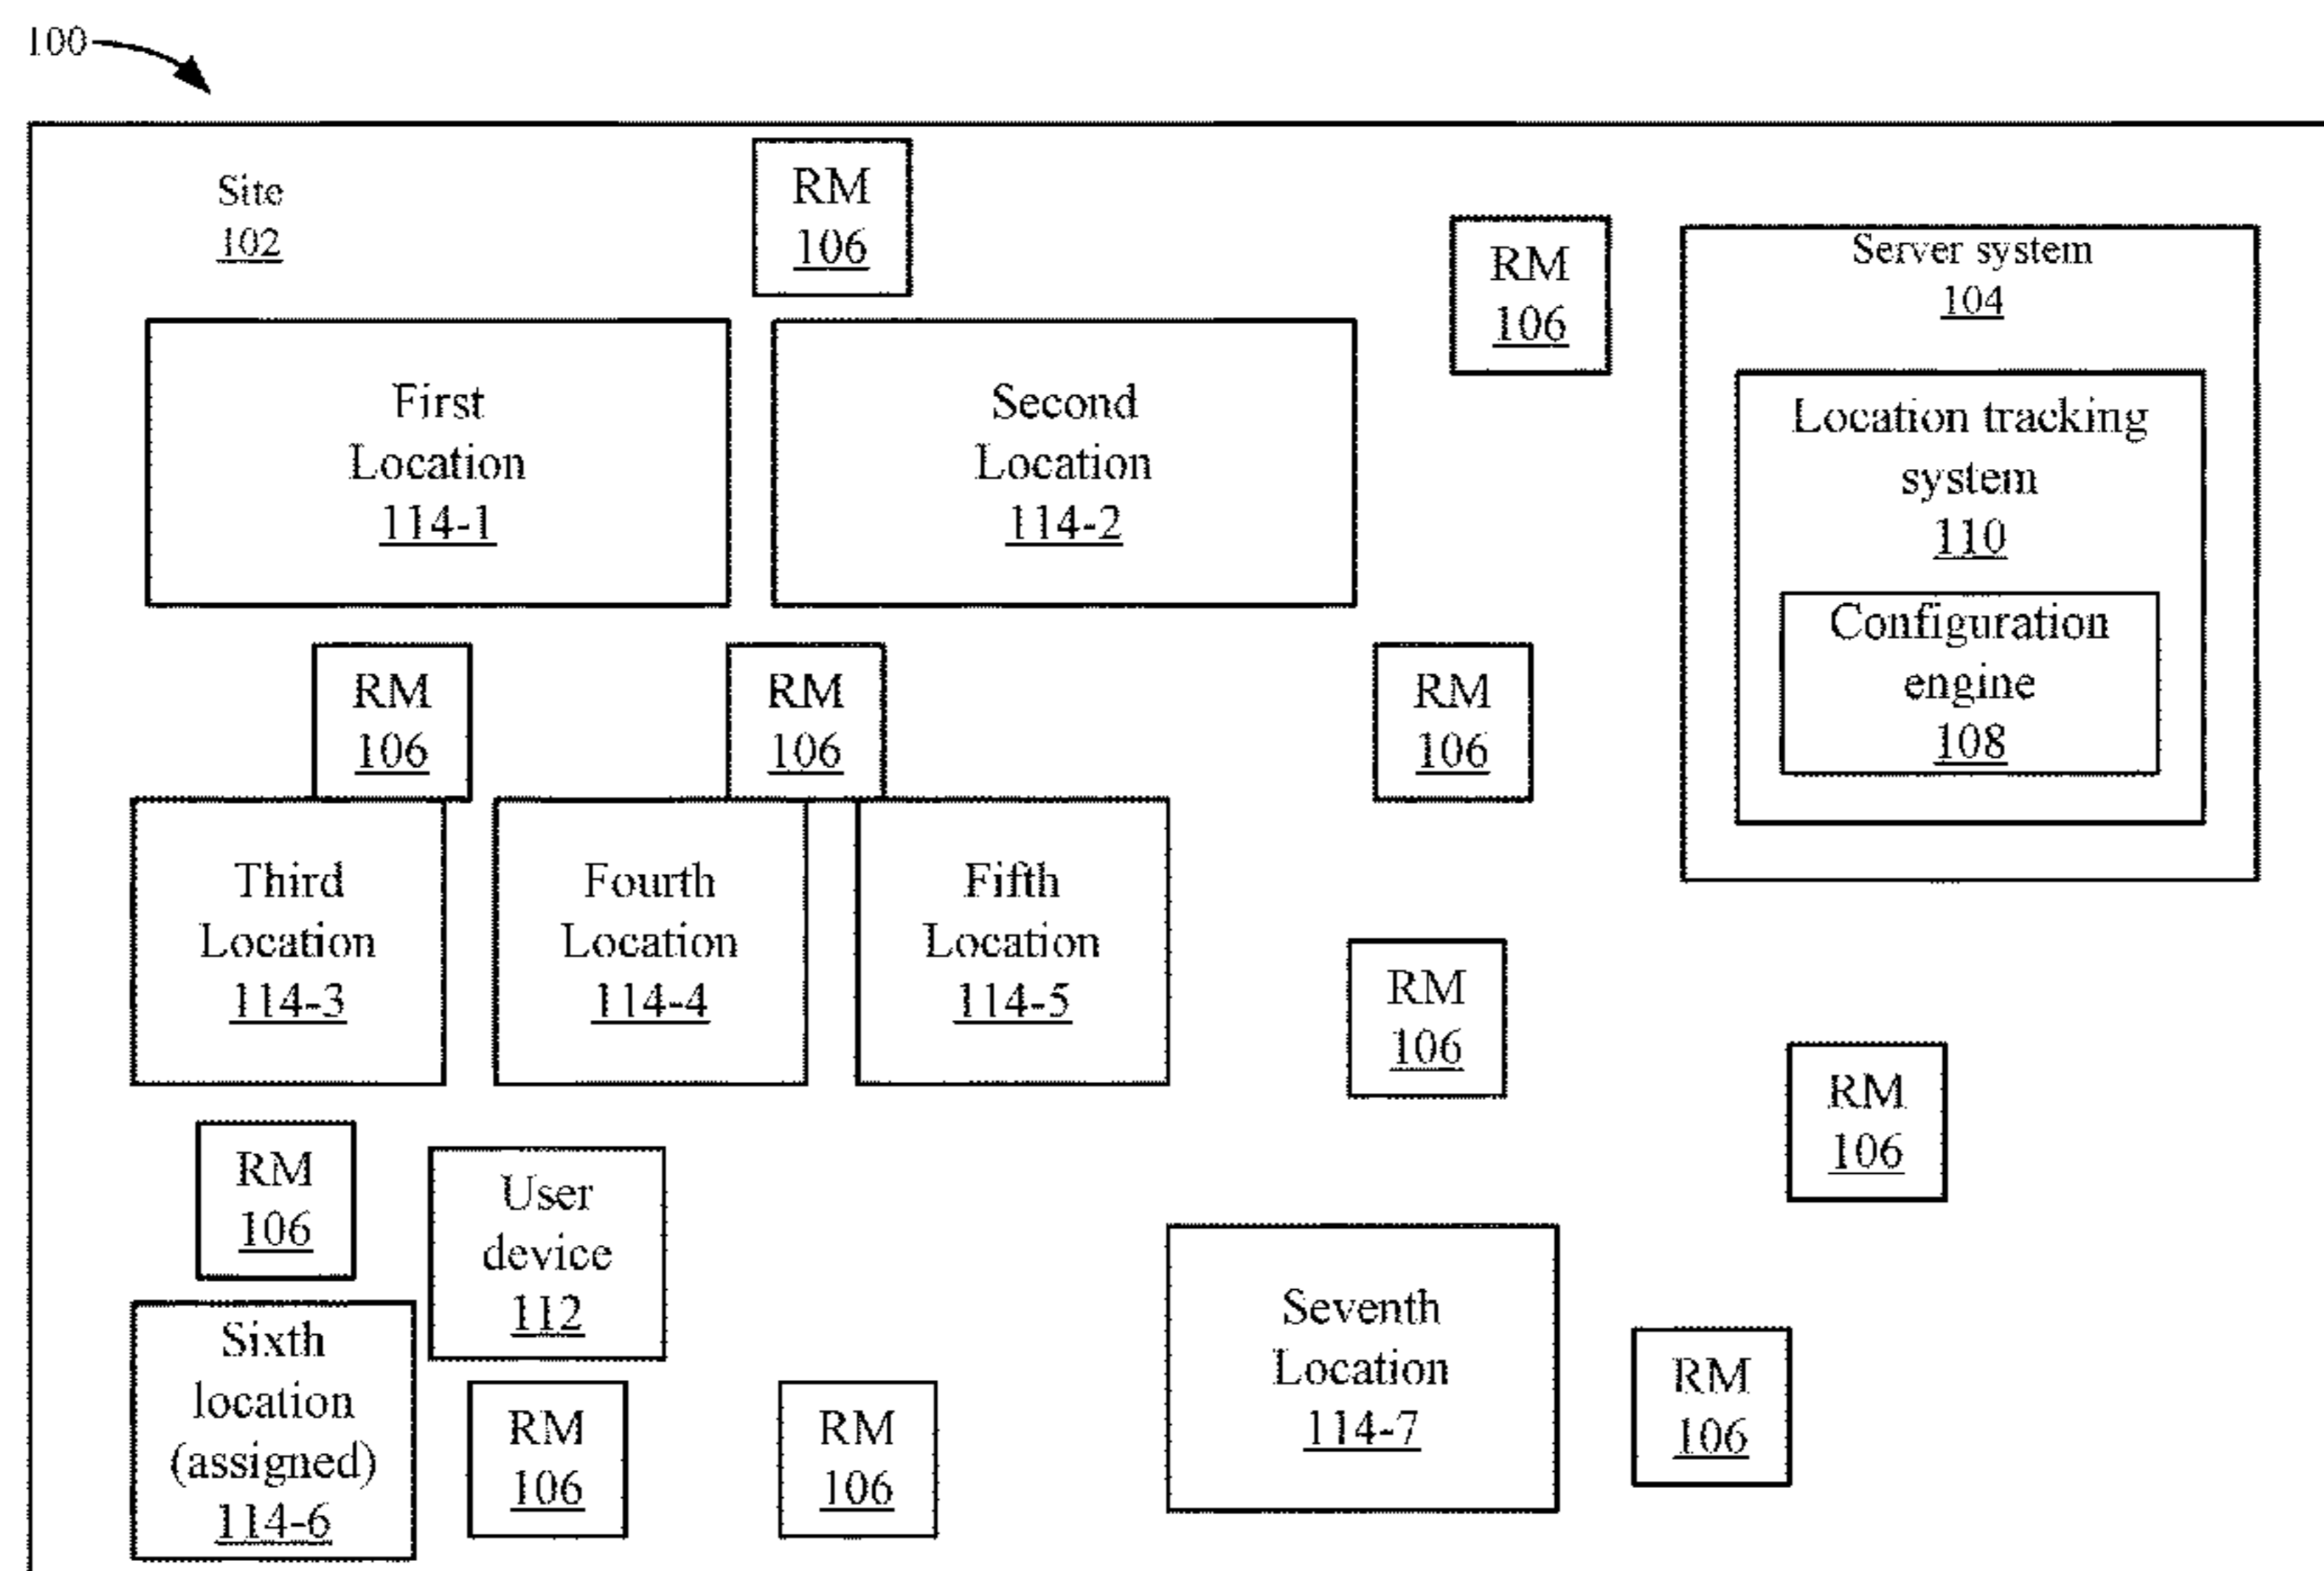 100
Site
102
RM
106
RM
106
Server system
104
First
Location
114-1
Second
Location
114-2
Location tracking
system
110
Configuration
engine
108
RM
106
RM
106
RM
106
Third
Location
114-3
Fourth
Location
114-4
Fifth
Location
114-5
RM
106
RM
106
RM
106
User
device
112
Seventh
Location
114-7
Sixth
location
(assigned)
114-6
RM
106
RM
106
RM
106